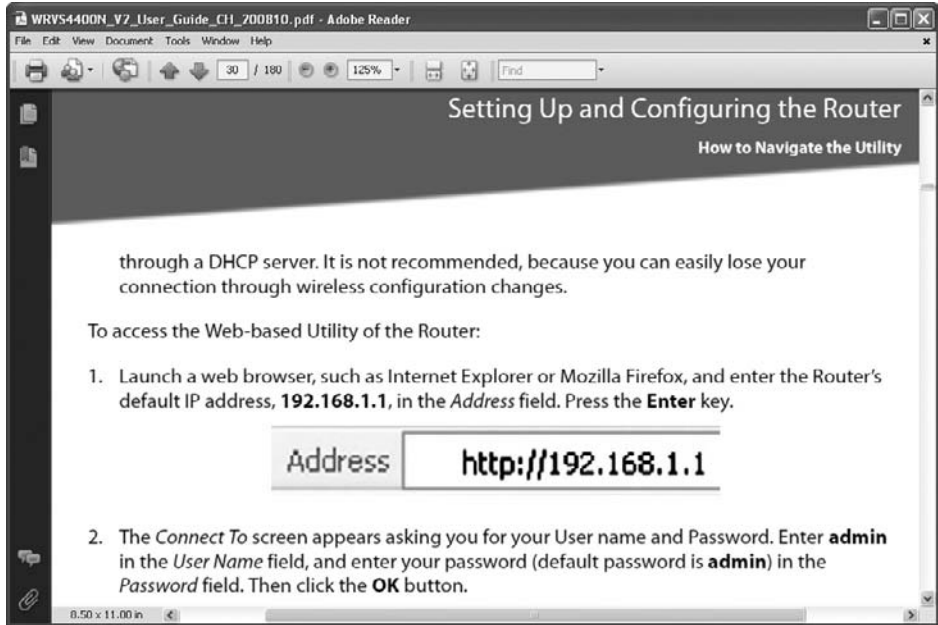 WRVS4400N_V2_User_Guide_CH_200810.pdf - Adobe Reader
File Edit View Document Tools Window Help
30 / 180 125% Find
Setting Up and Configuring the Router
How to Navigate the Utility
through a DHCP server. It is not recommended, because you can easily lose your
connection through wireless configuration changes.
To access the Web-based Utility of the Router:
1. Launch a web browser, such as Internet Explorer or Mozilla Firefox, and enter the Router's
default IP address, 192.168.1.1, in the Address field. Press the Enter key.
Address http://192.168.1.1
2. The Connect To screen appears asking you for your User name and Password. Enter admin
in the User Name field, and enter your password (default password is admin) in the
Password field. Then click the OK button.
8.50 x 11.00 in